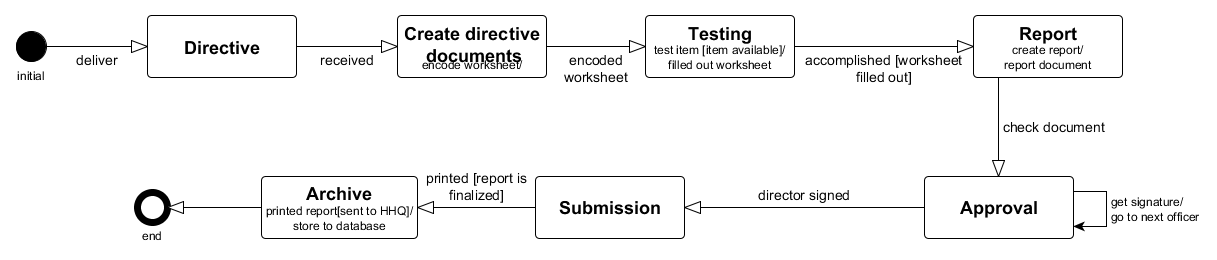 initial
deliver
Directive
received
Create directive
documents
encode worksheet/
encoded
worksheet
Testing
test item [item available]/
filled out worksheet
accomplished [worksheet
filled out]
Report
create report/
report document
check document
Approval
get signature/
go to next officer
director signed
Submission
printed [report is
finalized]
Archive
printed report[sent to HHQ]/
store to database
end